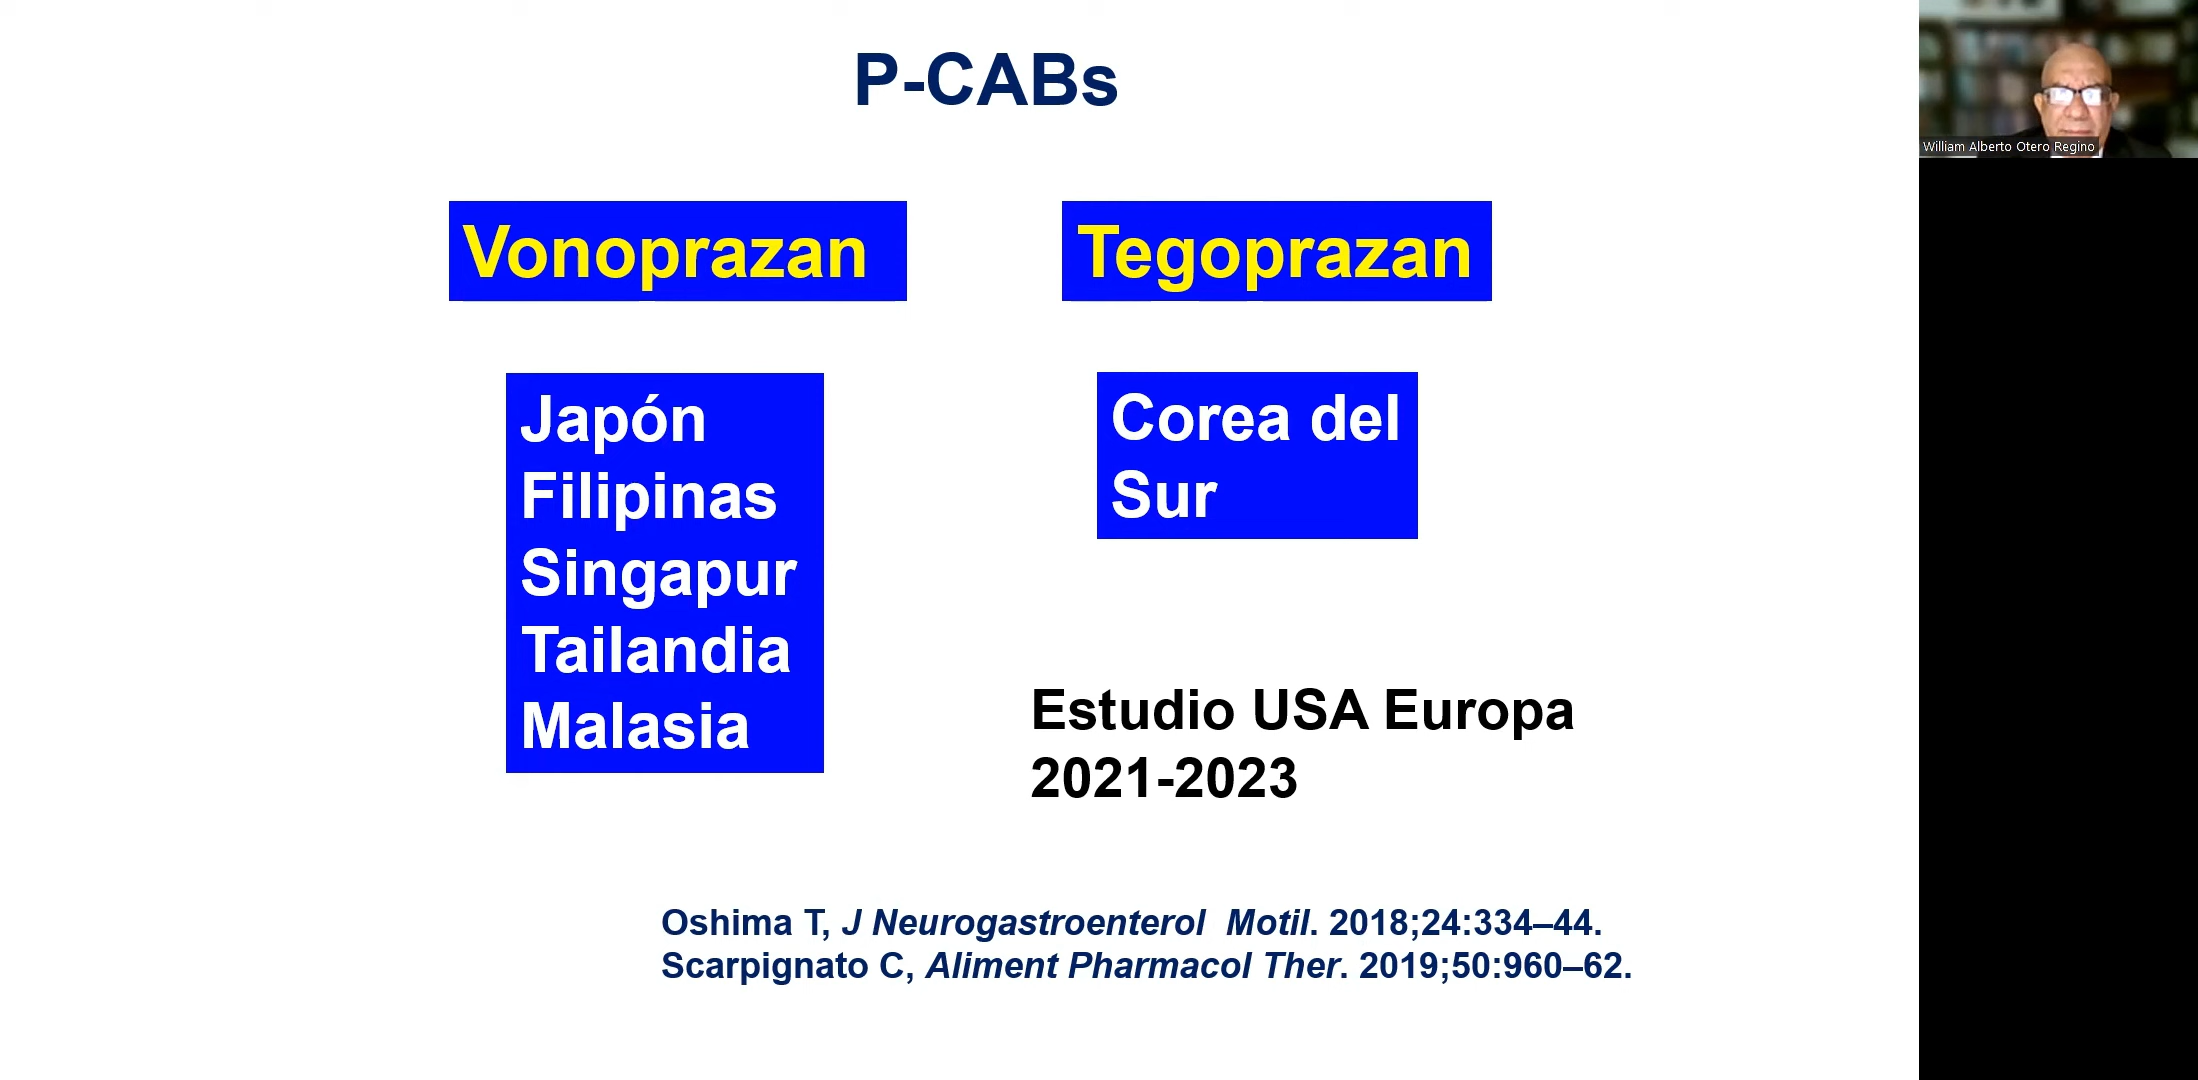 P-CABs
Vonoprazan
Tegoprazan
Japón
Filipinas
Singapur
Tailandia
Malasia
Corea del
Sur
Estudio USA Europa
2021-2023
Oshima T, J Neurogastroenterol  Motil. 2018;24:334–44.
Scarpignato C, Aliment Pharmacol Ther. 2019;50:960–62.
William Alberto Otero Regino